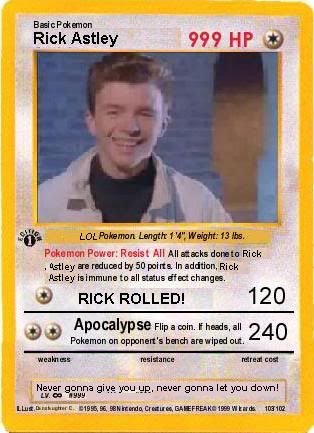 Basic Pokemon
Rick Astley 999 HP
EDITION 1
LOL Pokemon. Length: 1'4", Weight: 13 lbs.
Pokemon Power: Resist All All attacks done to Rick
Astley are reduced by 50 points. In addition, Rick
Astley is immune to all status effect changes.
RICK ROLLED! 120
Apocalypse Flip a coin. If heads, all
Pokemon on opponent's bench are wiped out. 240
weakness resistance retreat cost
Never gonna give you up, never gonna let you down!
LV. ∞ #999
©1995, 96, 98 Nintendo, Creatures, GAMEFREAK ©1999 Wizards. 103/102